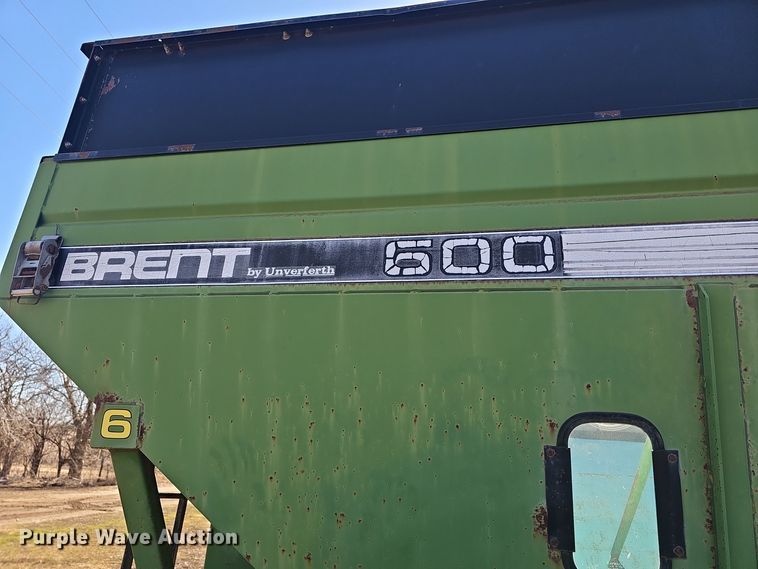 BRENT by Unverferth 600
6
Purple Wave Auction